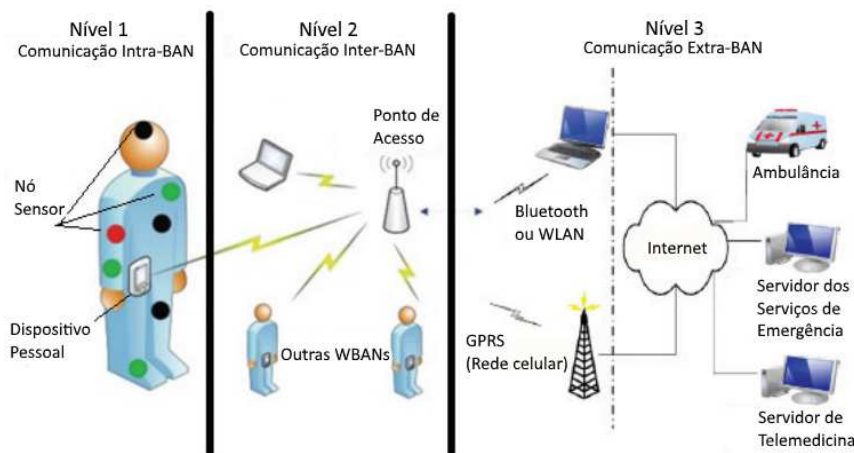 Nível 1
Comunicação Intra-BAN
Nó
Sensor
Dispositivo
Pessoal
Nível 2
Comunicação Inter-BAN
Ponto de
Acesso
Outras WBANs
Nível 3
Comunicação Extra-BAN
Bluetooth
ou WLAN
GPRS
(Rede celular)
Internet
Ambulância
Servidor dos
Serviços de
Emergência
Servidor de
Telemedicina